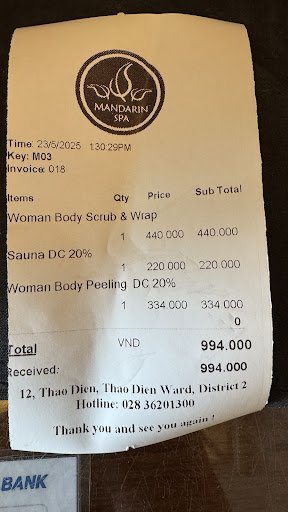 MANDARIN
SPA
Time: 23/5/2025 1:30:29PM
Key: M03
Invoice: 018
Items Qty Price Sub Total
Woman Body Scrub & Wrap
1 440.000 440.000
Sauna DC 20%
1 220.000 220.000
Woman Body Peeling DC 20%
1 334.000 334.000
0
Total VND 994.000
Received: 994.000
12, Thao Dien, Thao Dien Ward, District 2
Hotline: 028 36201300
Thank you and see you again !
BANK